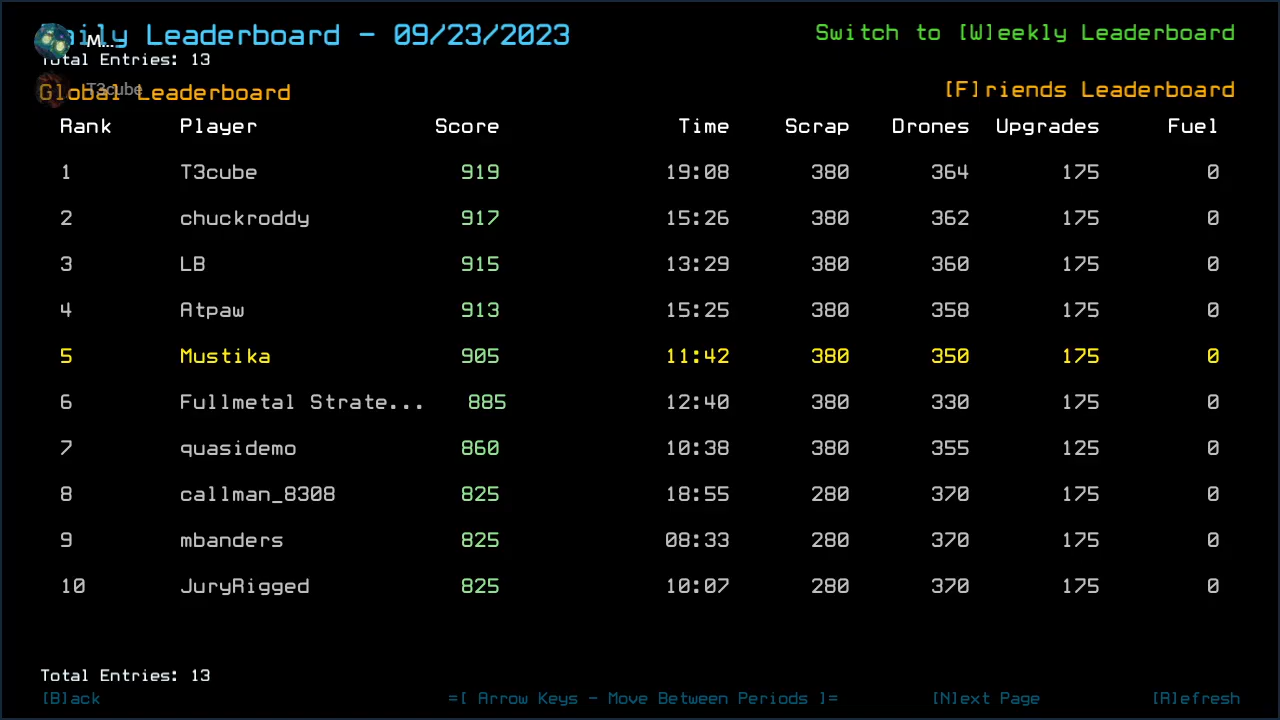 Daily Leaderboard - 09/23/2023 Switch to [W]eekly Leaderboard
M...
Total Entries: 13
T3cube
Global Leaderboard [F]riends Leaderboard
Rank Player Score Time Scrap Drones Upgrades Fuel
1 T3cube 919 19:08 380 364 175 0
2 chuckroddy 917 15:26 380 362 175 0
3 LB 915 13:29 380 360 175 0
4 Atpaw 913 15:25 380 358 175 0
5 Mustika 905 11:42 380 350 175 0
6 Fullmetal Strate... 885 12:40 380 330 175 0
7 quasidemo 860 10:38 380 355 125 0
8 callman_8308 825 18:55 280 370 175 0
9 mbanders 825 08:33 280 370 175 0
10 JuryRigged 825 10:07 280 370 175 0
Total Entries: 13
[B]ack =[ Arrow Keys - Move Between Periods ]= [N]ext Page [R]efresh